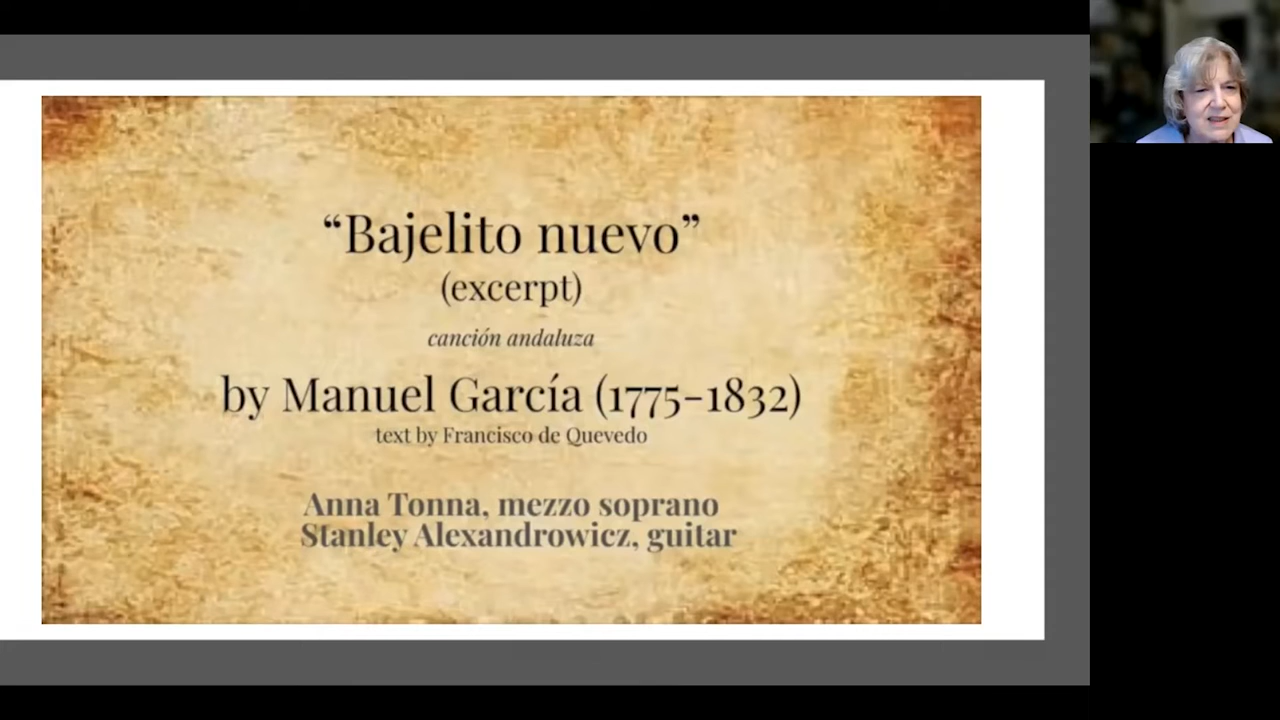 “Bajelito nuevo”
(excerpt)
canción andaluza
by Manuel García (1775-1832)
text by Francisco de Quevedo
Anna Tonna, mezzo soprano
Stanley Alexandrowicz, guitar